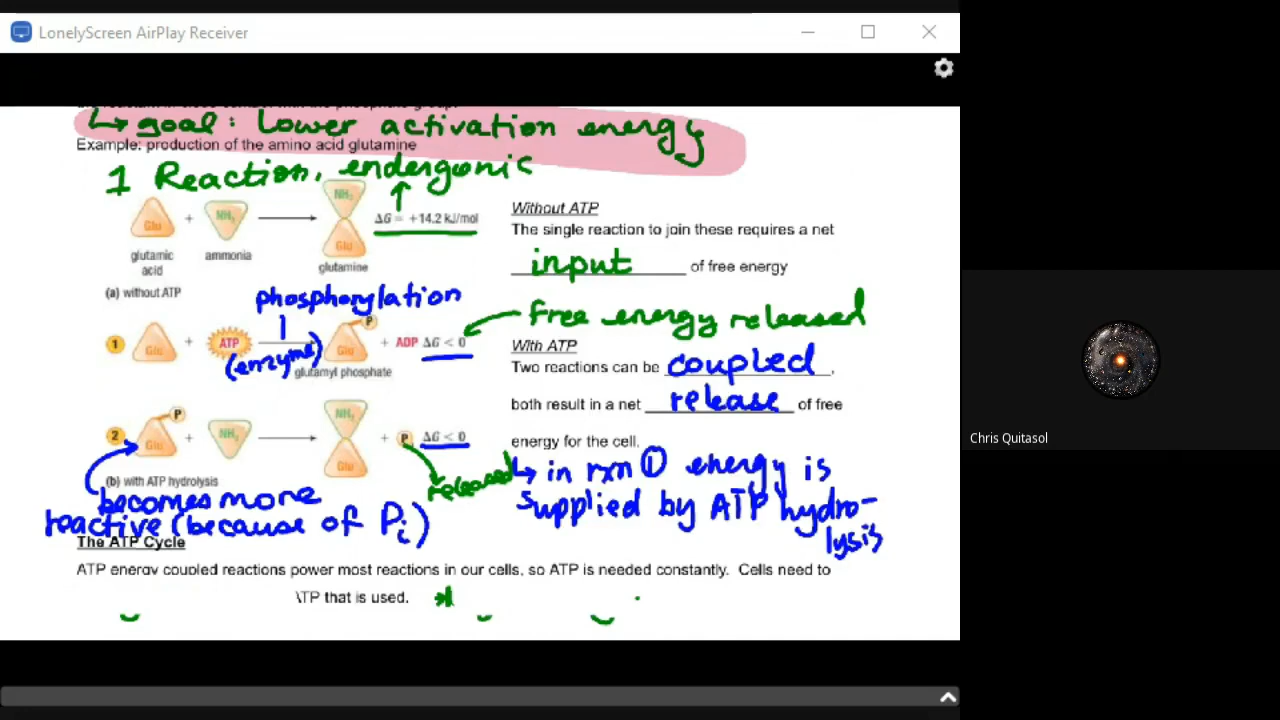 LonelyScreen AirPlay Receiver
↳ goal: Lower activation energy
Example: production of the amino acid glutamine
1 Reaction, endergonic
Glu + NH₃ NH₂ Glu ΔG = +14.2 kJ/mol
glutamic acid
ammonia
glutamine
(a) without ATP
Without ATP
The single reaction to join these requires a net
input of free energy
phosphorylation
free energy released
1 Glu + ATP Glu P + ADP ΔG < 0
(enzyme)
glutamyl phosphate
With ATP
Two reactions can be coupled,
both result in a net release of free
energy for the cell.
2 Glu P + NH₃ NH₂ Glu + P ΔG < 0
released
(b) with ATP hydrolysis
becomes more
reactive (because of Pi)
↳ in rxn ① energy is
supplied by ATP hydro-
lysis
The ATP Cycle
ATP energy coupled reactions power most reactions in our cells, so ATP is needed constantly. Cells need to
ATP that is used.
Chris Quitasol